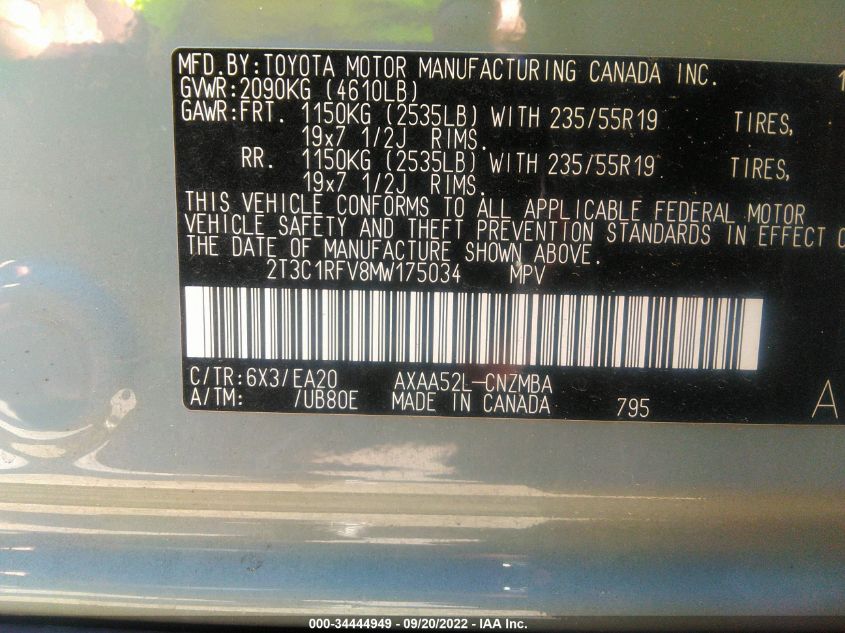 MFD.BY:TOYOTA MOTOR MANUFACTURING CANADA INC. 1
GVWR:2090KG (4610LB)
GAWR:FRT. 1150KG (2535LB) WITH 235/55R19 TIRES,
19x7 1/2J RIMS.
RR. 1150KG (2535LB) WITH 235/55R19 TIRES,
19x7 1/2J RIMS.
THIS VEHICLE CONFORMS TO ALL APPLICABLE FEDERAL MOTOR
VEHICLE SAFETY AND THEFT PREVENTION STANDARDS IN EFFECT O
THE DATE OF MANUFACTURE SHOWN ABOVE.
2T3C1RFV8MW175034 MPV
C/TR:6X3/EA20 AXAA52L-CNZMBA
A/TM: /UB80E MADE IN CANADA 795 A
000-34444949 / 09/20/2022 - IAA Inc.